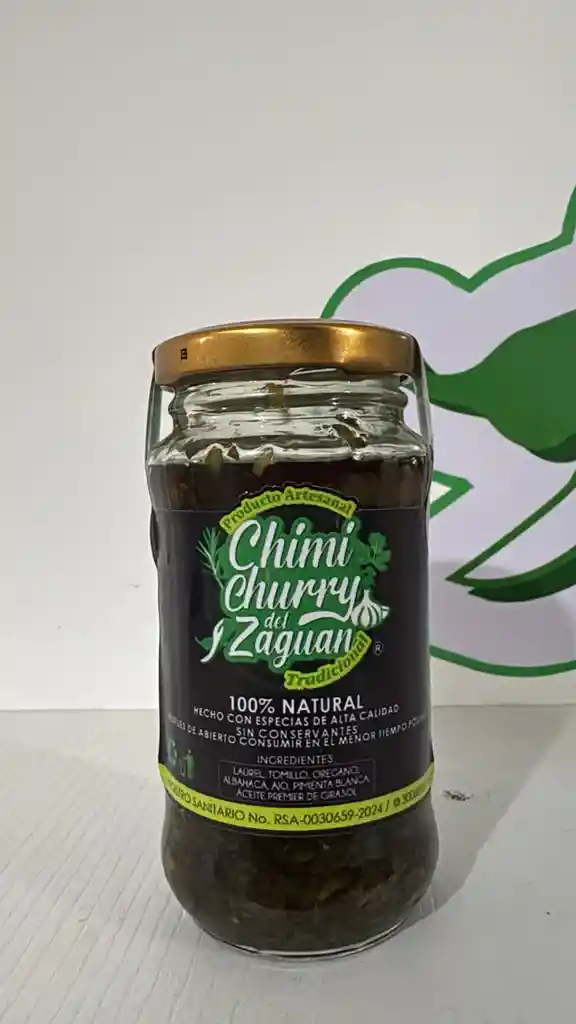 Producto Artesanal
Chimi
Churry
del
Zaguan
®
Tradicional
100% NATURAL
HECHO CON ESPECIAS DE ALTA CALIDAD
SIN CONSERVANTES
DE ABIERTO CONSUMIR EN EL MENOR TIEMPO
INGREDIENTES
LAUREL, TOMILLO, OREGANO,
ALBAHACA, AJO, PIMIENTA BLANCA
ACEITE PREMIER DE GIRASOL
SANITARIO No. RSA-0030659-2024 /